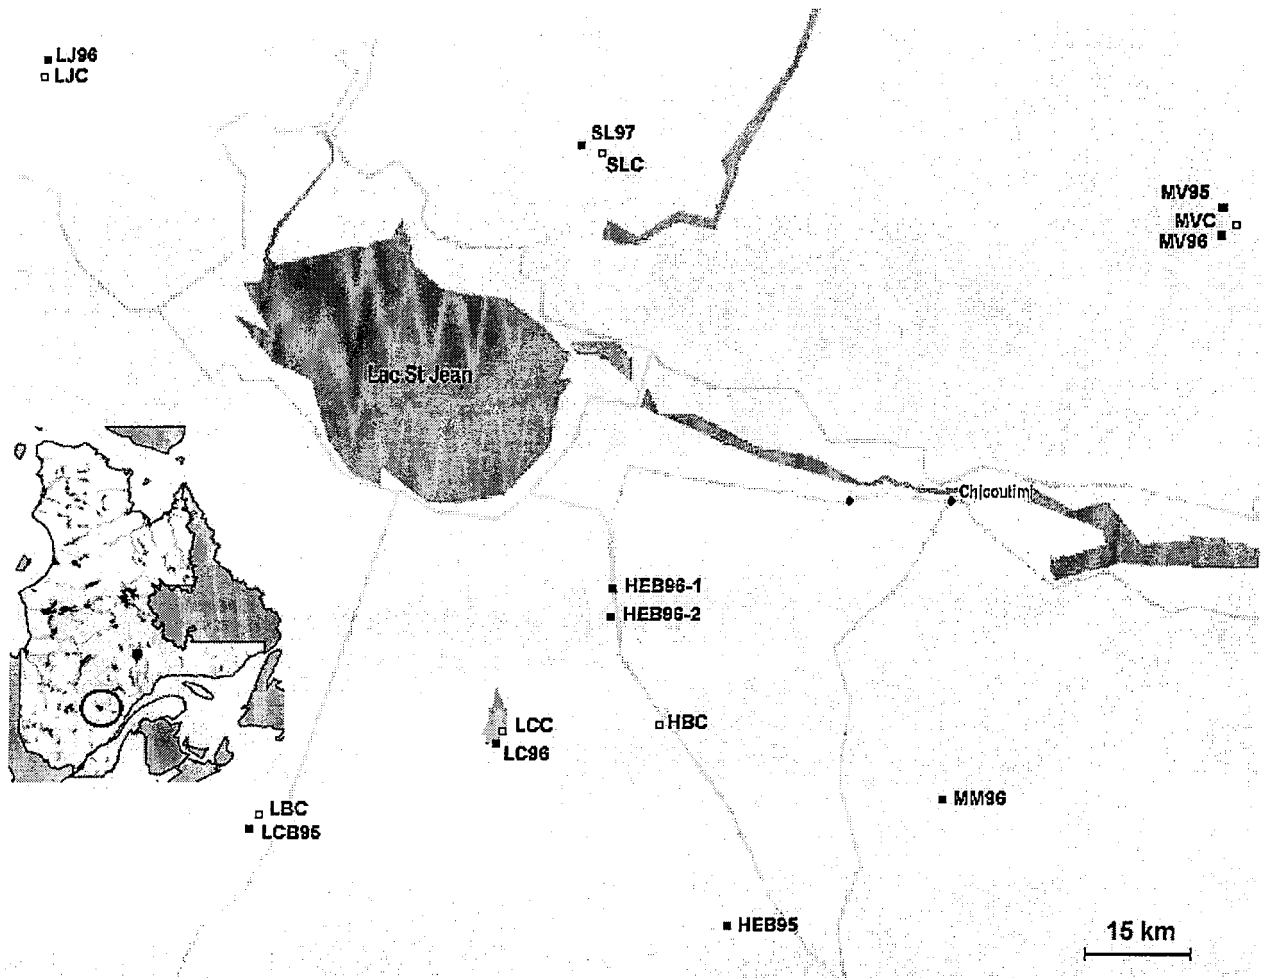 LJ96
LJC
SL97
SLC
MV95
MVC
MV96
Lac St Jean
Chicoutimi
HEB96-1
HEB96-2
HBC
LCC
LC96
MM96
LBC
LCB95
HEB95
15 km